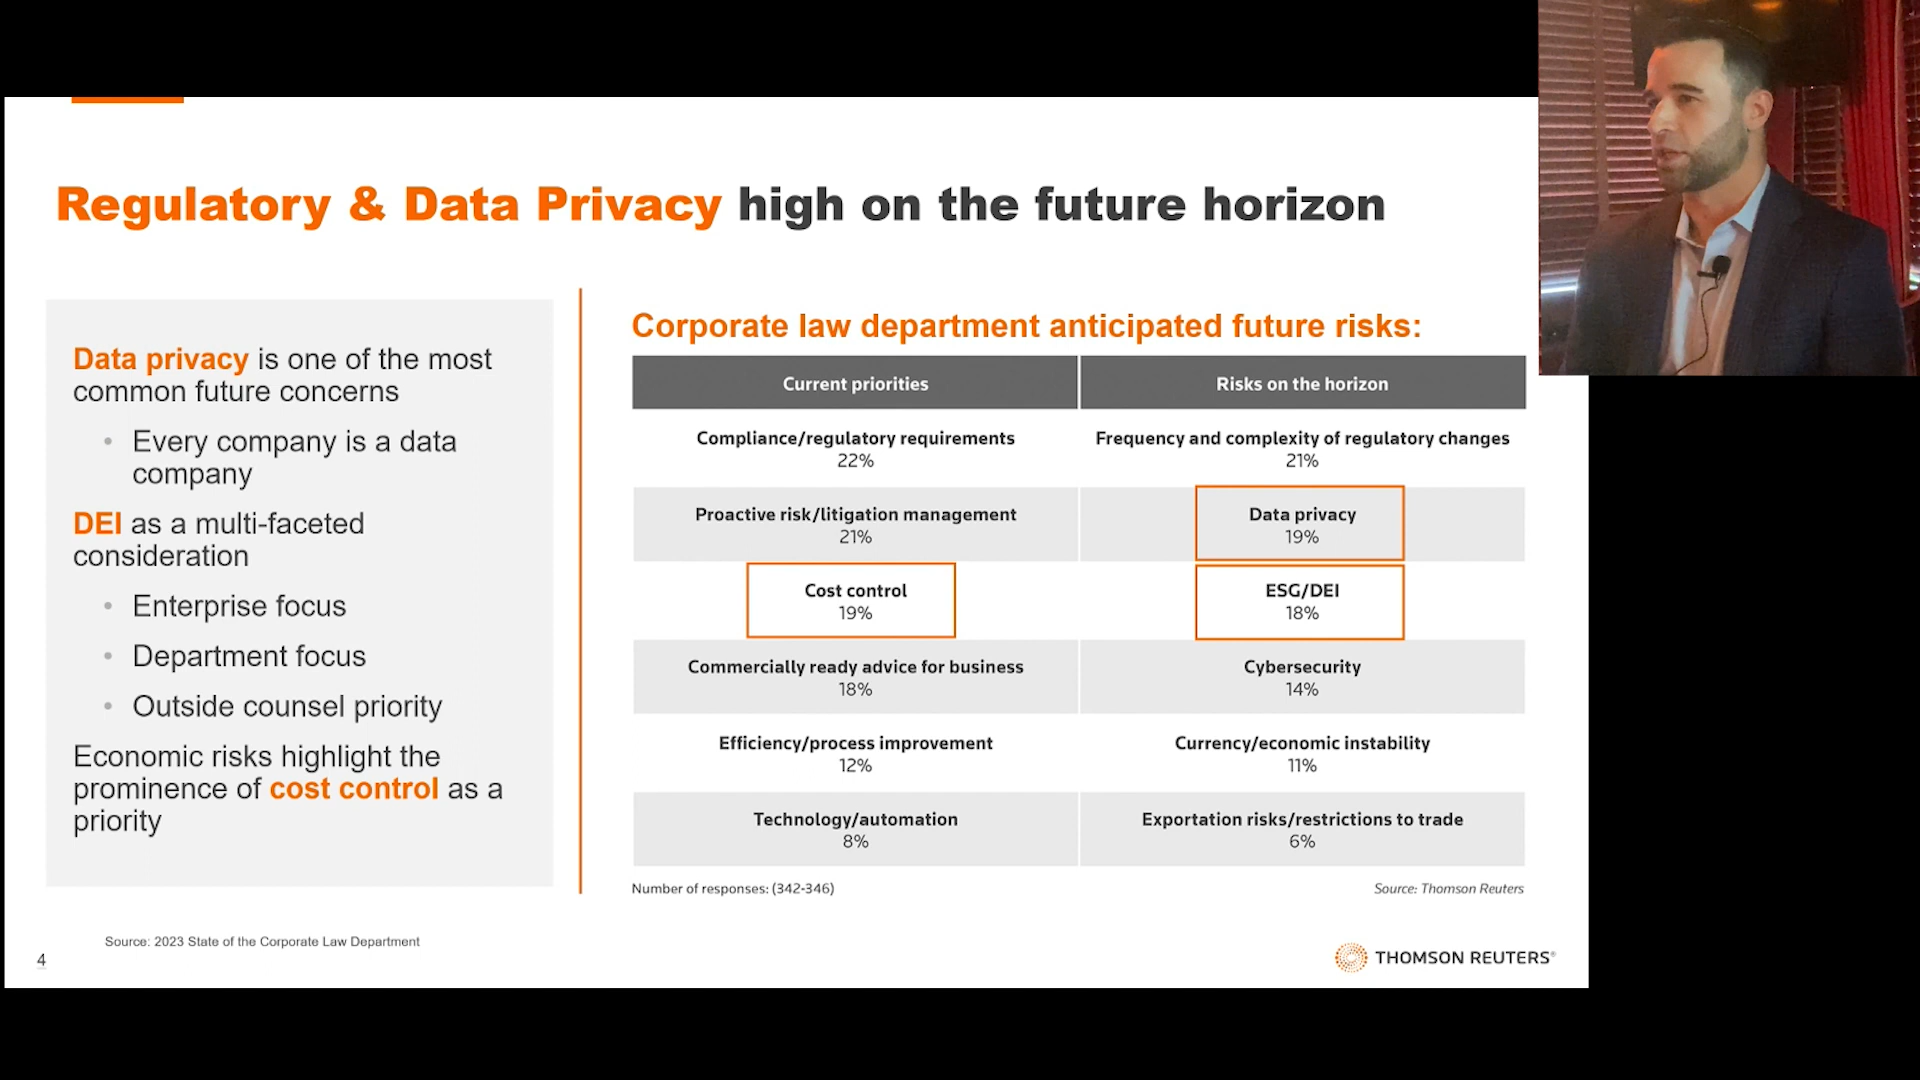 Regulatory & Data Privacy high on the future horizon
Data privacy is one of the most
common future concerns
• Every company is a data
company
DEI as a multi-faceted
consideration
• Enterprise focus
• Department focus
• Outside counsel priority
Economic risks highlight the
prominence of cost control as a
priority
Corporate law department anticipated future risks:
Current priorities
Risks on the horizon
Compliance/regulatory requirements
22%
Frequency and complexity of regulatory changes
21%
Proactive risk/litigation management
21%
Data privacy
19%
Cost control
19%
ESG/DEI
18%
Commercially ready advice for business
18%
Cybersecurity
14%
Efficiency/process improvement
12%
Currency/economic instability
11%
Technology/automation
8%
Exportation risks/restrictions to trade
6%
Number of responses: (342-346)
Source: Thomson Reuters
Source: 2023 State of the Corporate Law Department
4
THOMSON REUTERS®